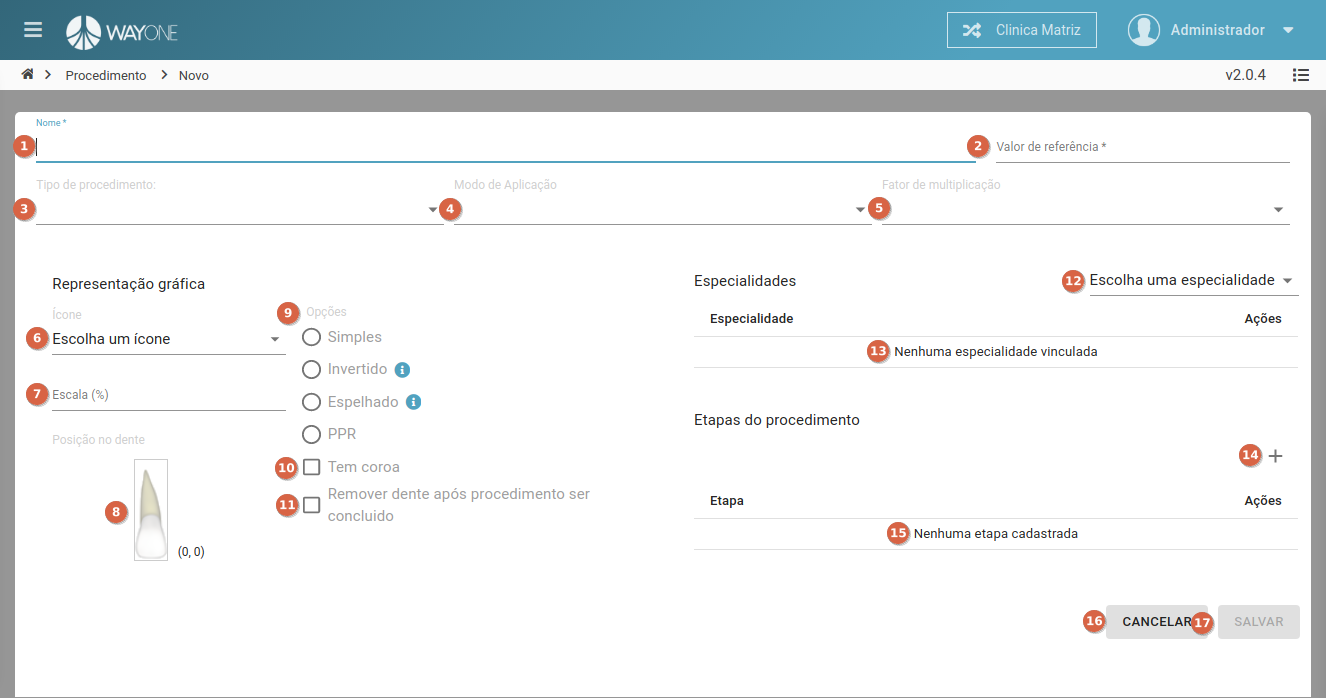 WAYONE
Clinica Matriz
Administrador
Procedimento
Novo
v2.0.4
Nome *
1
2
Valor de referência *
Tipo de procedimento:
Modo de Aplicação
Fator de multiplicação
3
4
5
Representação gráfica
Especialidades
12
Escolha uma especialidade
Ícone
9
Opções
6
Escolha um ícone
Simples
Especialidade
Ações
Invertido
13
Nenhuma especialidade vinculada
7
Escala (%)
Espelhado
Posição no dente
PPR
Etapas do procedimento
14
10
Tem coroa
11
Remover dente após procedimento ser
concluido
Etapa
Ações
8
(0, 0)
15
Nenhuma etapa cadastrada
16
CANCELAR
17
SALVAR